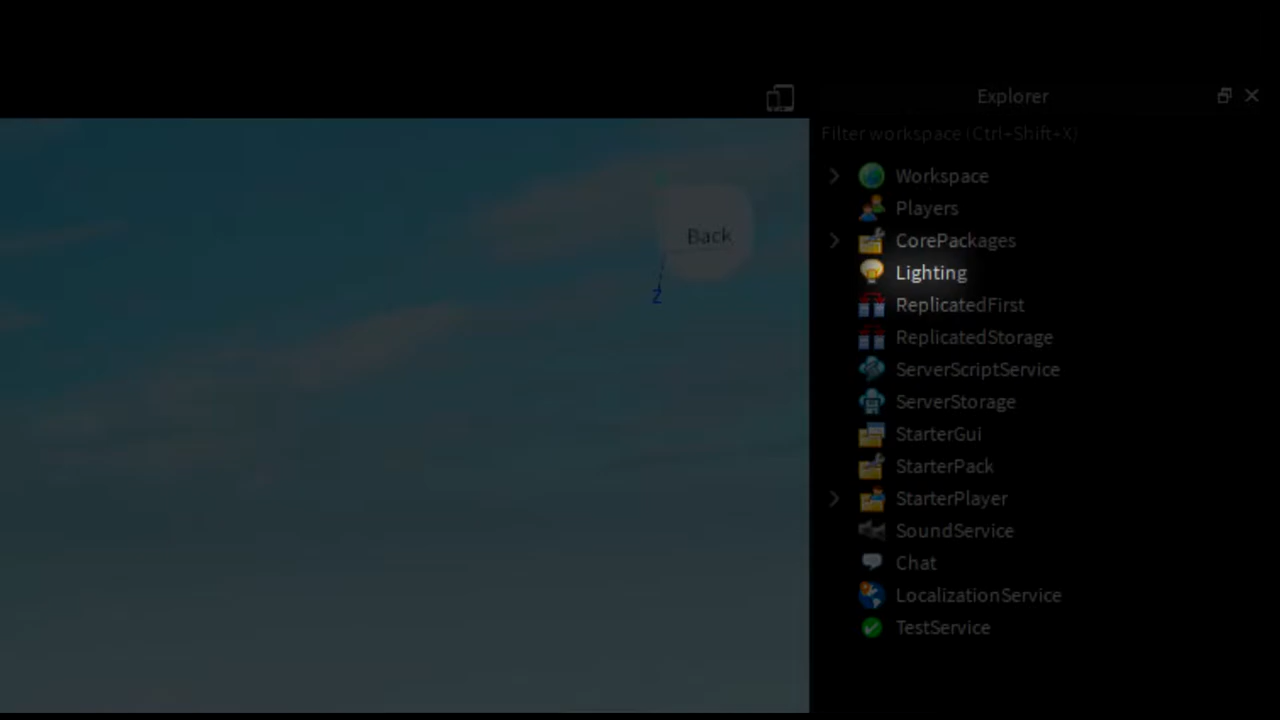 Explorer
Filter workspace (Ctrl+Shift+X)
Workspace
Back
Players
CorePackages
Lighting
Z
ReplicatedFirst
ReplicatedStorage
ServerScriptService
ServerStorage
StarterGui
StarterPack
StarterPlayer
SoundService
Chat
LocalizationService
TestService